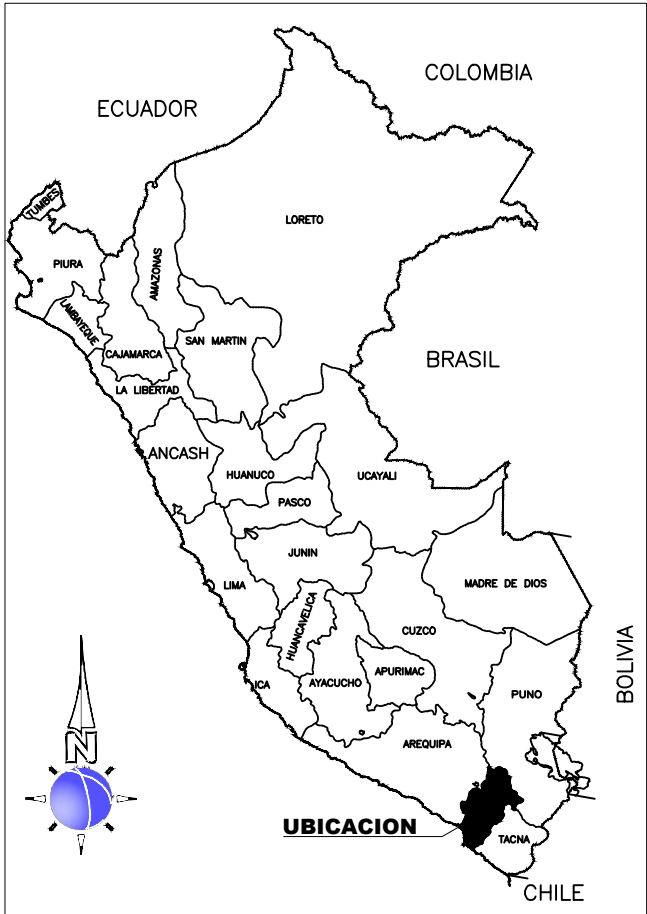 COLOMBIA
ECUADOR
TUMBES
LORETO
PIURA
AMAZONAS
LAMBAYEQUE
SAN MARTIN
CAJAMARCA
BRASIL
LA LIBERTAD
ANCASH
HUANUCO
UCAYALI
PASCO
JUNIN
LIMA
MADRE DE DIOS
HUANCAVELICA
CUZCO
BOLIVIA
APURIMAC
ICA
AYACUCHO
PUNO
N
AREQUIPA
UBICACION
TACNA
CHILE